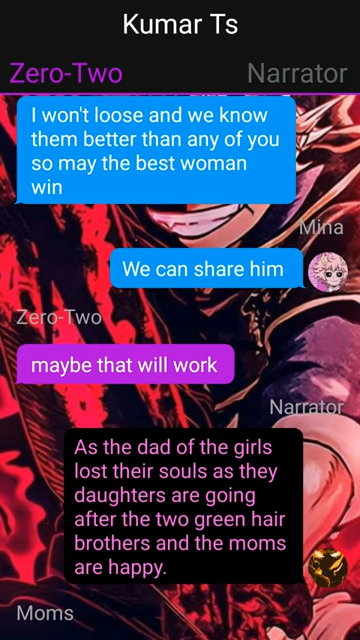 Kumar Ts
Zero-Two
Narrator
I won't loose and we know
them better than any of you
so may the best woman
win
Mina
We can share him
Zero-Two
maybe that will work
Narrator
As the dad of the girls
lost their souls as they
daughters are going
after the two green hair
brothers and the moms
are happy.
Moms